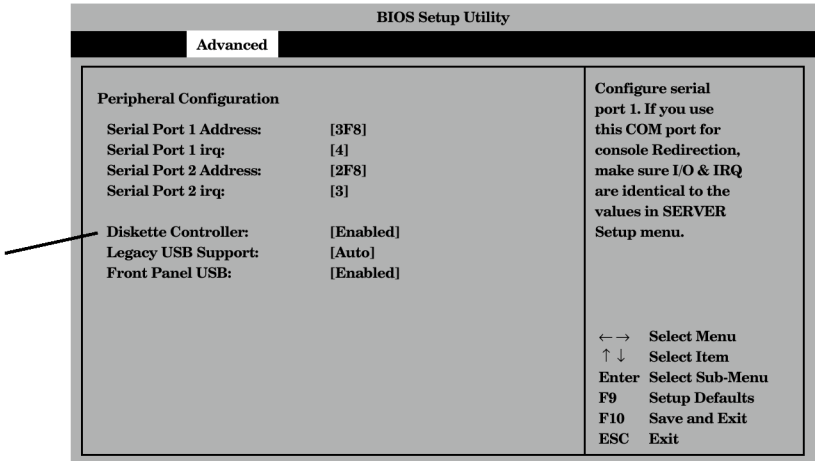 BIOS Setup Utility
Advanced
Peripheral Configuration
Serial Port 1 Address: [3F8]
Serial Port 1 irq: [4]
Serial Port 2 Address: [2F8]
Serial Port 2 irq: [3]
Diskette Controller: [Enabled]
Legacy USB Support: [Auto]
Front Panel USB: [Enabled]
Configure serial
port 1. If you use
this COM port for
console Redirection,
make sure I/O & IRQ
are identical to the
values in SERVER
Setup menu.
←→ Select Menu
↑↓ Select Item
Enter Select Sub-Menu
F9 Setup Defaults
F10 Save and Exit
ESC Exit